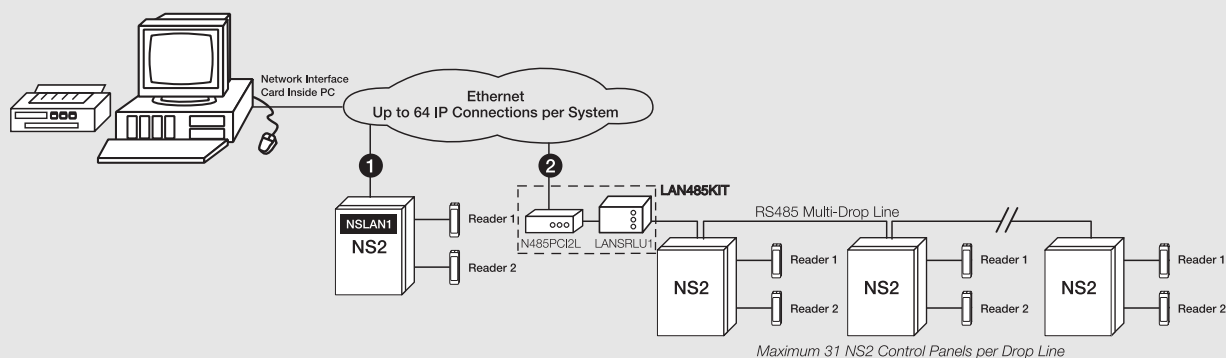 Network Interface
Card Inside PC
Ethernet
Up to 64 IP Connections per System
1
2
LAN485KIT
NSLAN1
NS2
Reader 1
Reader 2
N485PCI2L
LANSRLU1
RS485 Multi-Drop Line
NS2
Reader 1
Reader 2
NS2
Reader 1
Reader 2
NS2
Reader 1
Reader 2
Maximum 31 NS2 Control Panels per Drop Line